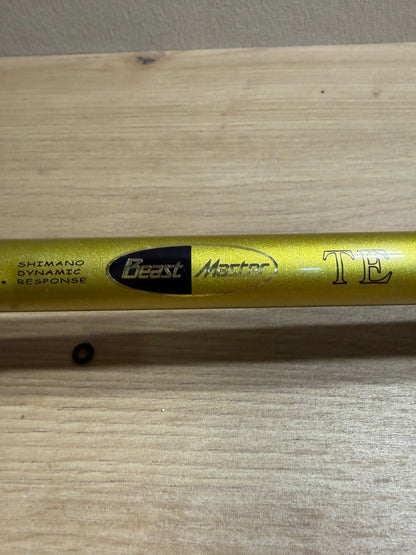 SHIMANO
DYNAMIC
RESPONSE
Beast Master
TE